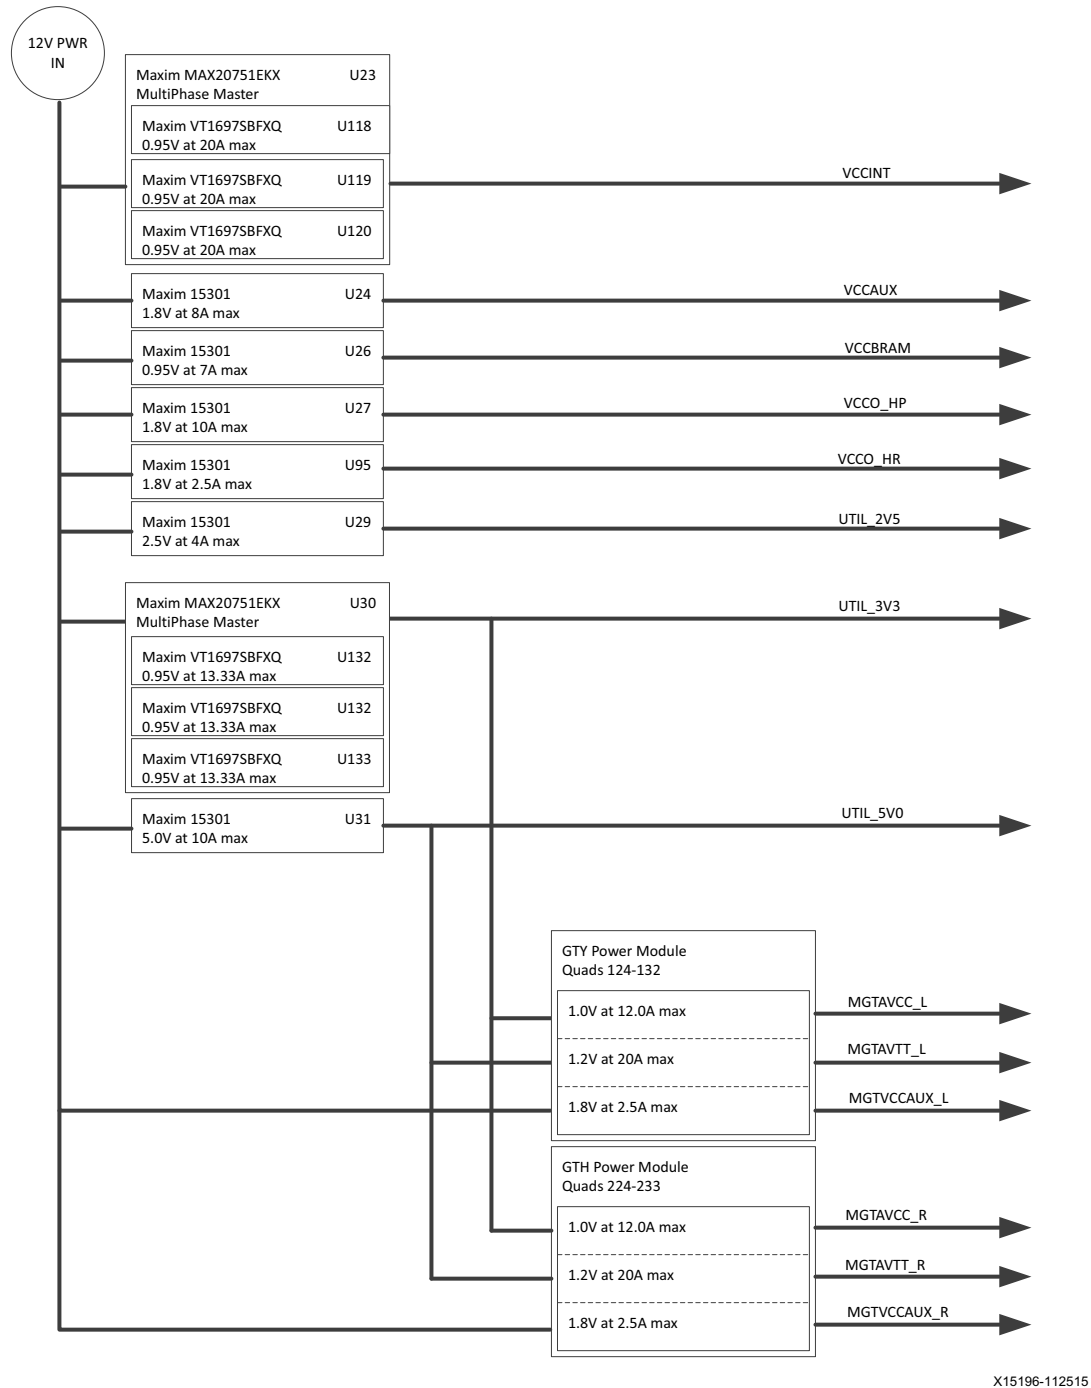 12V PWR
IN
Maxim MAX20751EKX U23
MultiPhase Master
Maxim VT1697SBFXQ U118
0.95V at 20A max
Maxim VT1697SBFXQ U119
0.95V at 20A max
VCCINT
Maxim VT1697SBFXQ U120
0.95V at 20A max
Maxim 15301 U24
1.8V at 8A max
VCCAUX
Maxim 15301 U26
0.95V at 7A max
VCCBRAM
Maxim 15301 U27
1.8V at 10A max
VCCO_HP
Maxim 15301 U95
1.8V at 2.5A max
VCCO_HR
Maxim 15301 U29
2.5V at 4A max
UTIL_2V5
Maxim MAX20751EKX U30
MultiPhase Master
UTIL_3V3
Maxim VT1697SBFXQ U132
0.95V at 13.33A max
Maxim VT1697SBFXQ U132
0.95V at 13.33A max
Maxim VT1697SBFXQ U133
0.95V at 13.33A max
Maxim 15301 U31
5.0V at 10A max
UTIL_5V0
GTY Power Module
Quads 124-132
1.0V at 12.0A max
MGTAVCC_L
1.2V at 20A max
MGTAVTT_L
1.8V at 2.5A max
MGTVCCAUX_L
GTH Power Module
Quads 224-233
1.0V at 12.0A max
MGTAVCC_R
1.2V at 20A max
MGTAVTT_R
1.8V at 2.5A max
MGTVCCAUX_R
X15196-112515